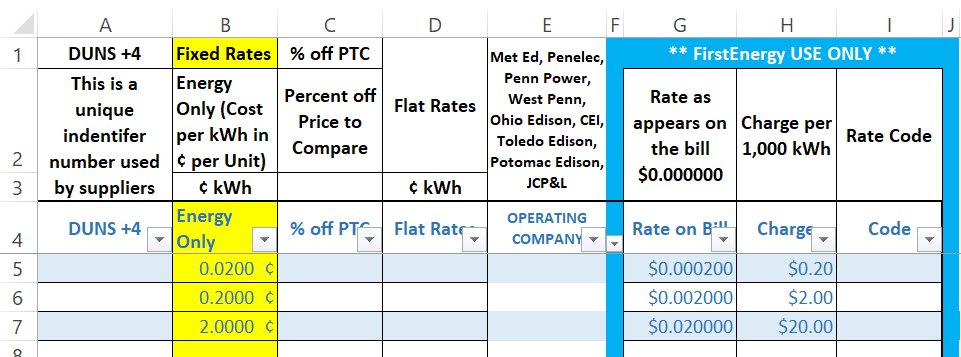 A B C D E F G H I J
1 DUNS +4 Fixed Rates % off PTC ** FirstEnergy USE ONLY **
2 This is a
unique
indentifer
number used
by suppliers
Energy
Only (Cost
per kWh in
¢ per Unit)
Percent off
Price to
Compare
Flat Rates
Met Ed, Penelec,
Penn Power,
West Penn,
Ohio Edison, CEI,
Toledo Edison,
Potomac Edison,
JCP&L
Rate as
appears on
the bill
$0.000000
Charge per
1,000 kWh
Rate Code
3 ¢ kWh ¢ kWh
4 DUNS +4 Energy
Only
% off PTC Flat Rates OPERATING
COMPANY
Rate on Bill Charge Code
5 0.0200 ¢ $0.000200 $0.20
6 0.2000 ¢ $0.002000 $2.00
7 2.0000 ¢ $0.020000 $20.00
8